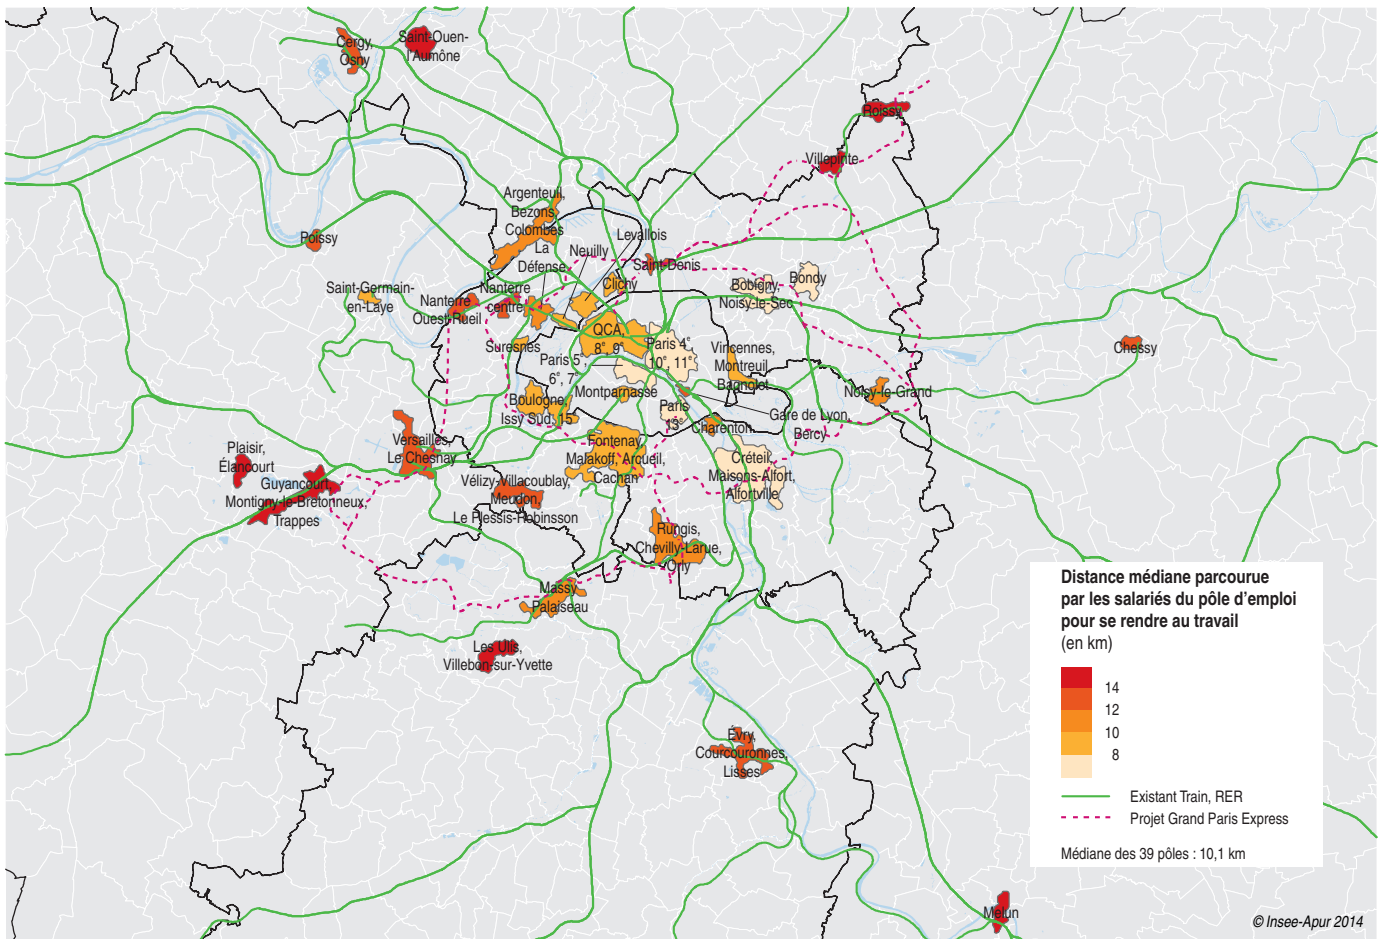 Cergy,
Osny
Saint-Ouen-
l'Aumône
Roissy
Villepinte
Argenteuil,
Bezons,
Colombes
La
Défense
Neuilly
Levallois
Poissy
Saint-Denis
Clichy
Bobigny,
Noisy-le-Sec
Bondy
Saint-Germain-
en-Laye
Nanterre
Ouest-Rueil
Nanterre
centre
Suresnes
QCA,
8e, 9e
Paris 4e,
10e, 11e
Paris 5e,
6e, 7e
Vincennes,
Montreuil
Bagnolet
Chessy
Noisy-le-Grand
Montparnasse
Boulogne,
Issy Sud, 15e
Paris
13e
Gare de Lyon,
Bercy
Charenton
Versailles,
Le Chesnay
Fontenay,
Malakoff, Arcueil,
Cachan
Créteil,
Maisons-Alfort,
Alfortville
Plaisir,
Élancourt
Guyancourt,
Montigny-le-Bretonneux,
Trappes
Vélizy-Villacoublay,
Meudon,
Le Plessis-Robinsson
Rungis,
Chevilly-Larue,
Orly
Massy
Palaiseau
Les Ulis,
Villebon-sur-Yvette
Évry,
Courcouronnes,
Lisses
Melun
Distance médiane parcourue
par les salariés du pôle d'emploi
pour se rendre au travail
(en km)
14
12
10
8
Existant Train, RER
Projet Grand Paris Express
Médiane des 39 pôles : 10,1 km
© Insee-Apur 2014